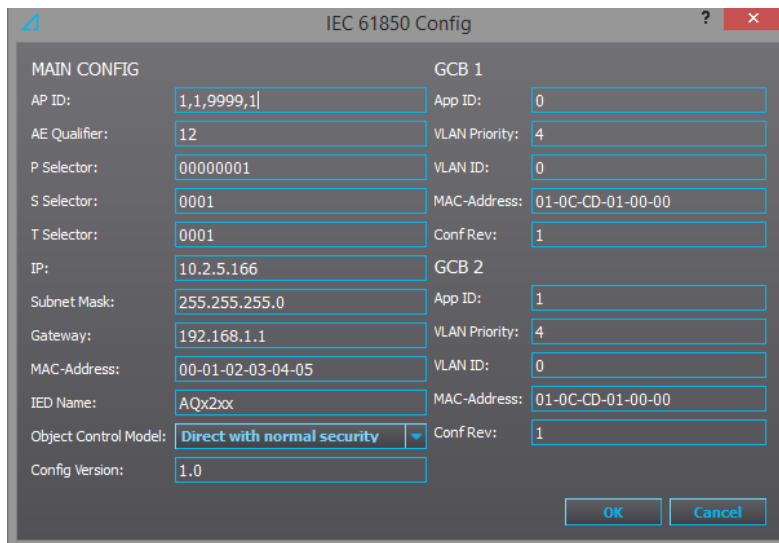 IEC 61850 Config
?
MAIN CONFIG
AP ID: 1,1,9999,1
AE Qualifier: 12
P Selector: 00000001
S Selector: 0001
T Selector: 0001
IP: 10.2.5.166
Subnet Mask: 255.255.255.0
Gateway: 192.168.1.1
MAC-Address: 00-01-02-03-04-05
IED Name: AQx2xx
Object Control Model: Direct with normal security
Config Version: 1.0
GCB 1
App ID: 0
VLAN Priority: 4
VLAN ID: 0
MAC-Address: 01-0C-CD-01-00-00
Conf Rev: 1
GCB 2
App ID: 1
VLAN Priority: 4
VLAN ID: 0
MAC-Address: 01-0C-CD-01-00-00
Conf Rev: 1
OK Cancel